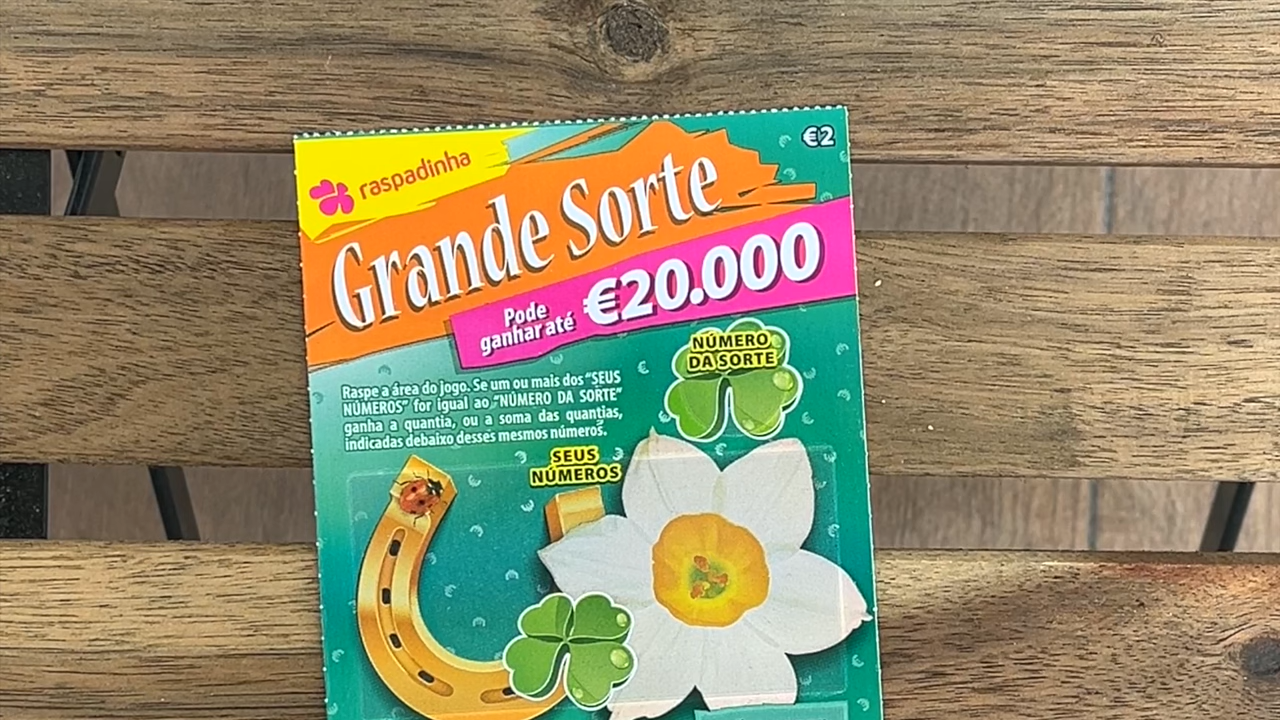 €2
raspadinha
Grande Sorte
Pode
ganhar até
€20.000
NÚMERO
DA SORTE
Raspe a área do jogo. Se um ou mais dos "SEUS
NÚMEROS" for igual ao "NÚMERO DA SORTE"
ganha a quantia, ou a soma das quantias,
indicadas debaixo desses mesmos números.
SEUS
NÚMEROS